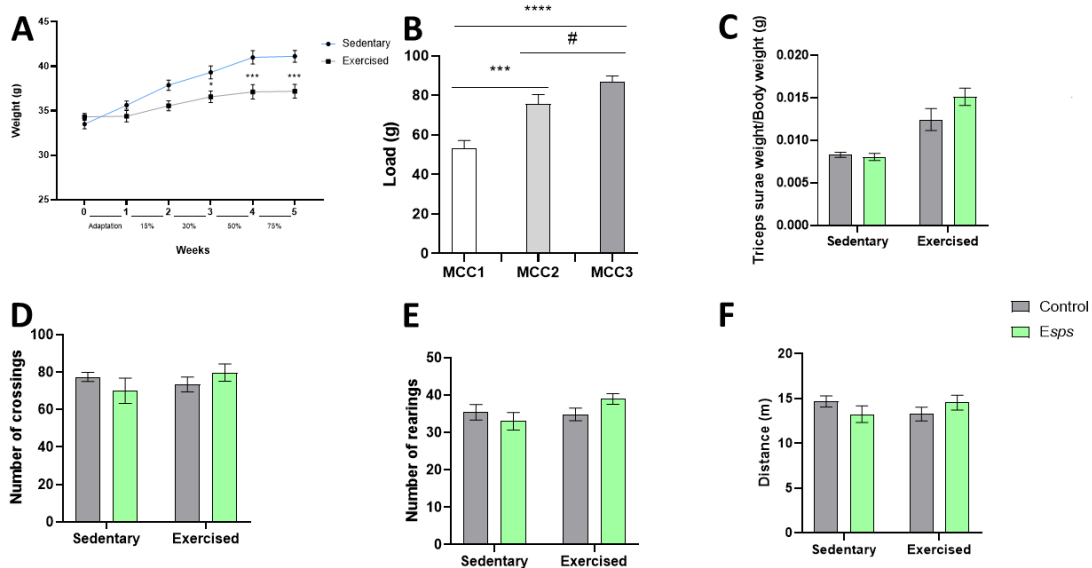 A
Weight (g)
45
40
35
30
25
Sedentary
Exercised
*
***
***
0 1 2 3 4 5
Adaptation 15% 30% 50% 75%
Weeks
B
****
#
***
Load (g)
100
80
60
40
20
0
MCC1 MCC2 MCC3
C
Triceps surae weight/Body weight (g)
0.020
0.015
0.010
0.005
0.000
Sedentary Exercised
D
Number of crossings
100
80
60
40
20
0
Sedentary Exercised
E
Number of rearings
50
40
30
20
10
0
Sedentary Exercised
F
Control
Esps
Distance (m)
20
15
10
5
0
Sedentary Exercised